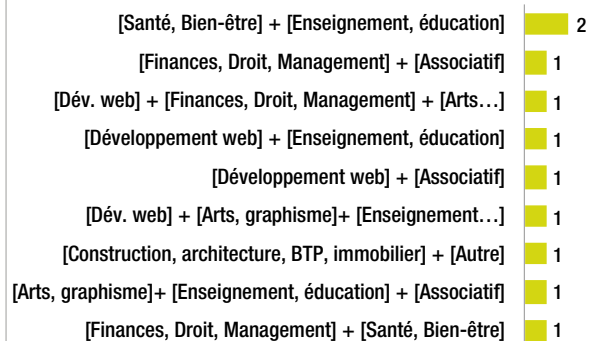 [Santé, Bien-être] + [Enseignement, éducation] 2
[Finances, Droit, Management] + [Associatif] 1
[Dév. web] + [Finances, Droit, Management] + [Arts…] 1
[Développement web] + [Enseignement, éducation] 1
[Développement web] + [Associatif] 1
[Dév. web] + [Arts, graphisme]+ [Enseignement…] 1
[Construction, architecture, BTP, immobilier] + [Autre] 1
[Arts, graphisme]+ [Enseignement, éducation] + [Associatif] 1
[Finances, Droit, Management] + [Santé, Bien-être] 1